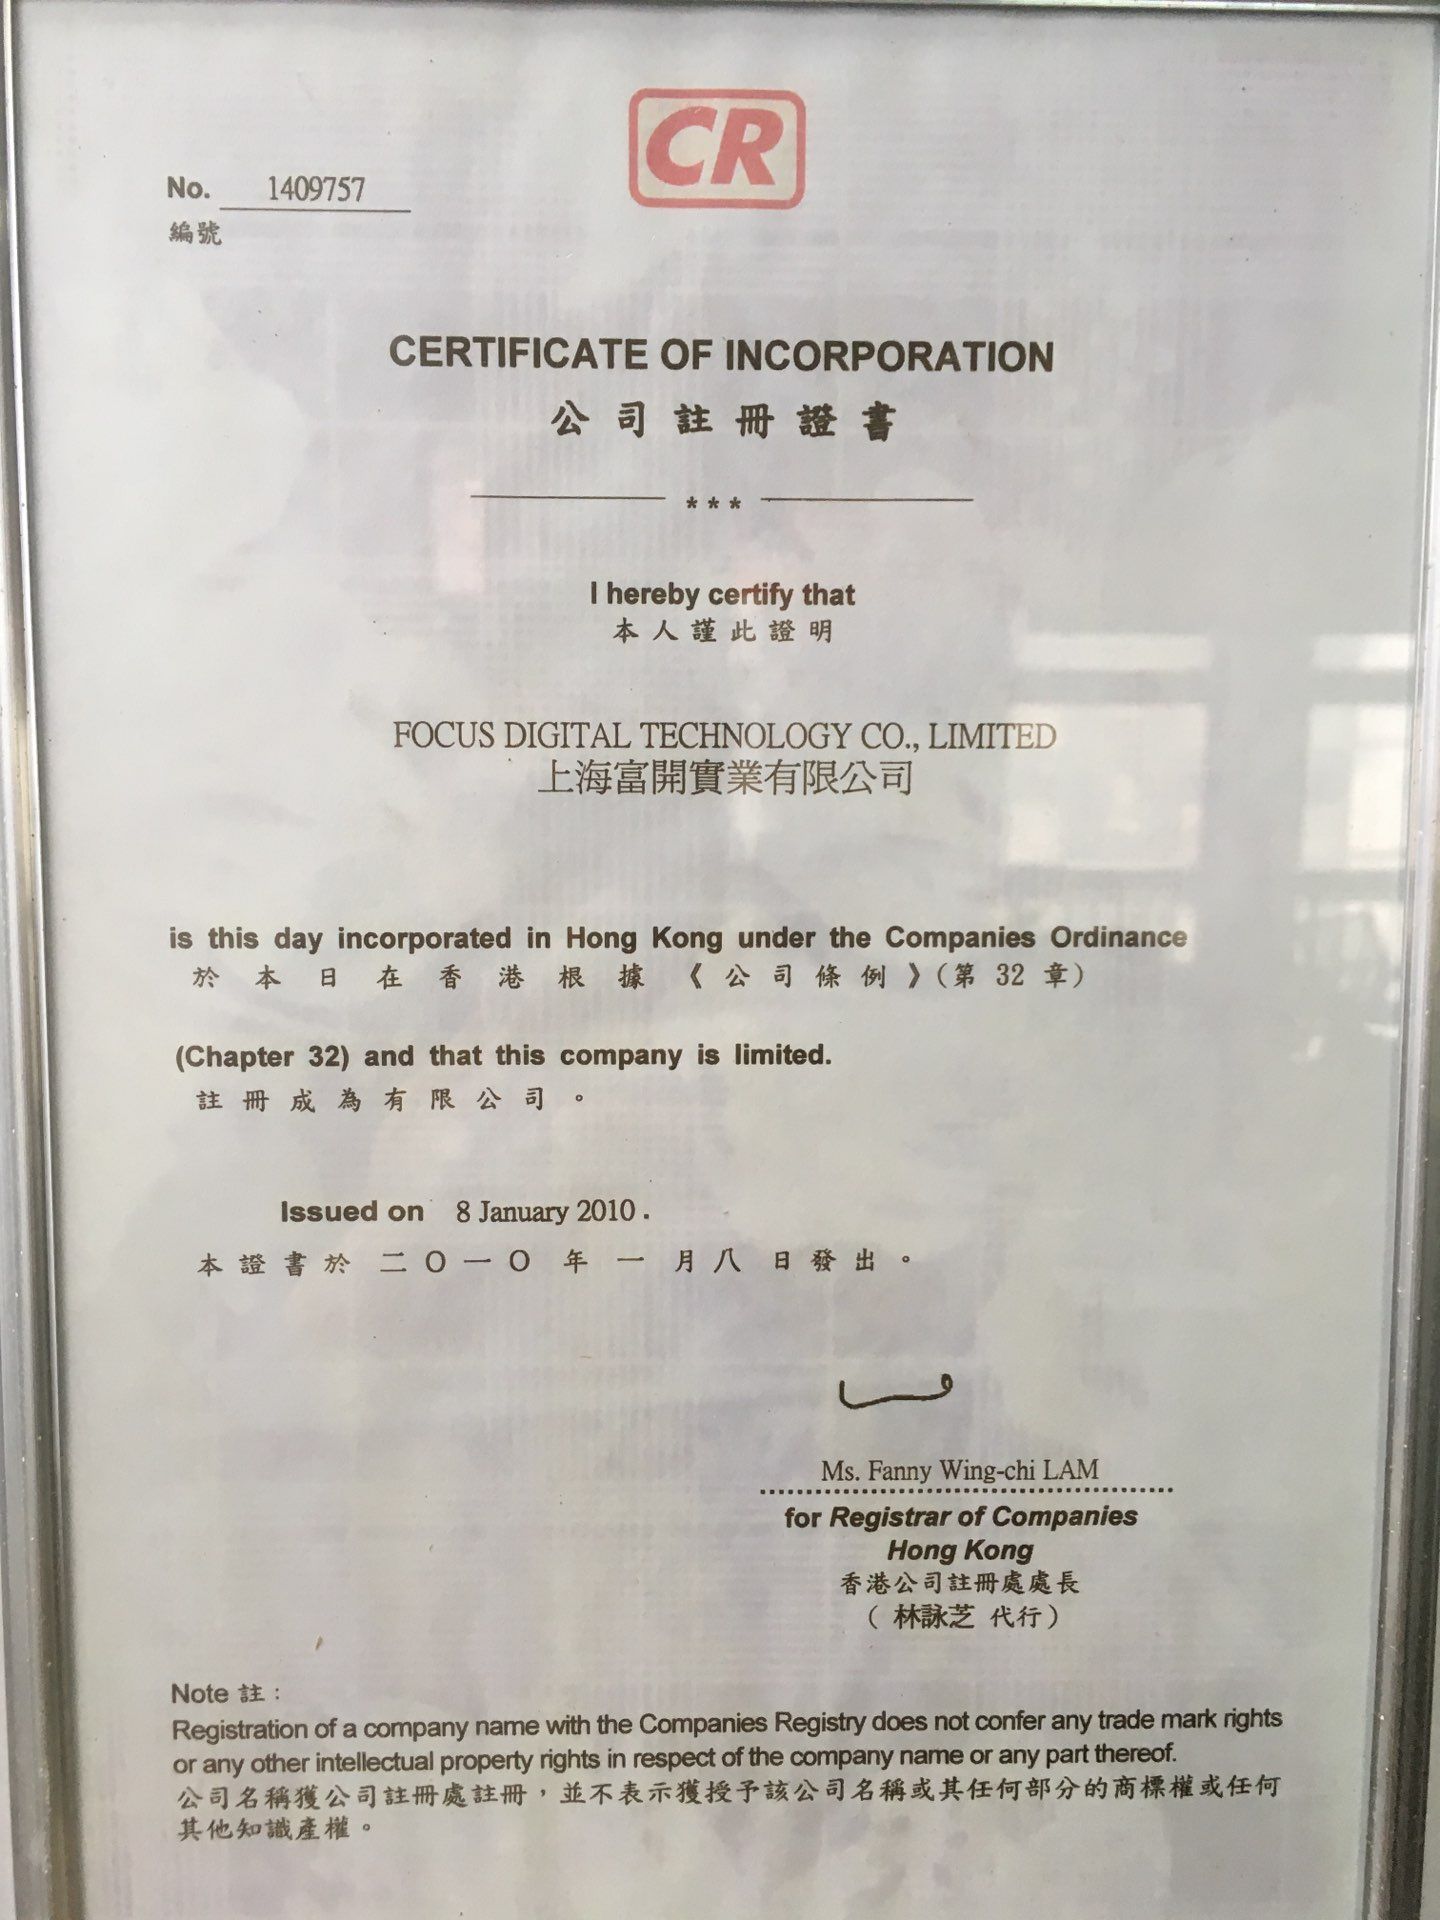 CR
No. 1409757
編號
CERTIFICATE OF INCORPORATION
公司註冊證書
***
I hereby certify that
本人謹此證明
FOCUS DIGITAL TECHNOLOGY CO., LIMITED
上海富開實業有限公司
is this day incorporated in Hong Kong under the Companies Ordinance
於本日在香港根據《公司條例》(第 32 章)
(Chapter 32) and that this company is limited.
註冊成為有限公司。
Issued on 8 January 2010.
本證書於二〇一〇年一月八日發出。
Ms. Fanny Wing-chi LAM
for Registrar of Companies
Hong Kong
香港公司註冊處處長
(林詠芝 代行)
Note 註:
Registration of a company name with the Companies Registry does not confer any trade mark rights
or any other intellectual property rights in respect of the company name or any part thereof.
公司名稱獲公司註冊處註冊，並不表示獲授予該公司名稱或其任何部分的商標權或任何
其他知識產權。